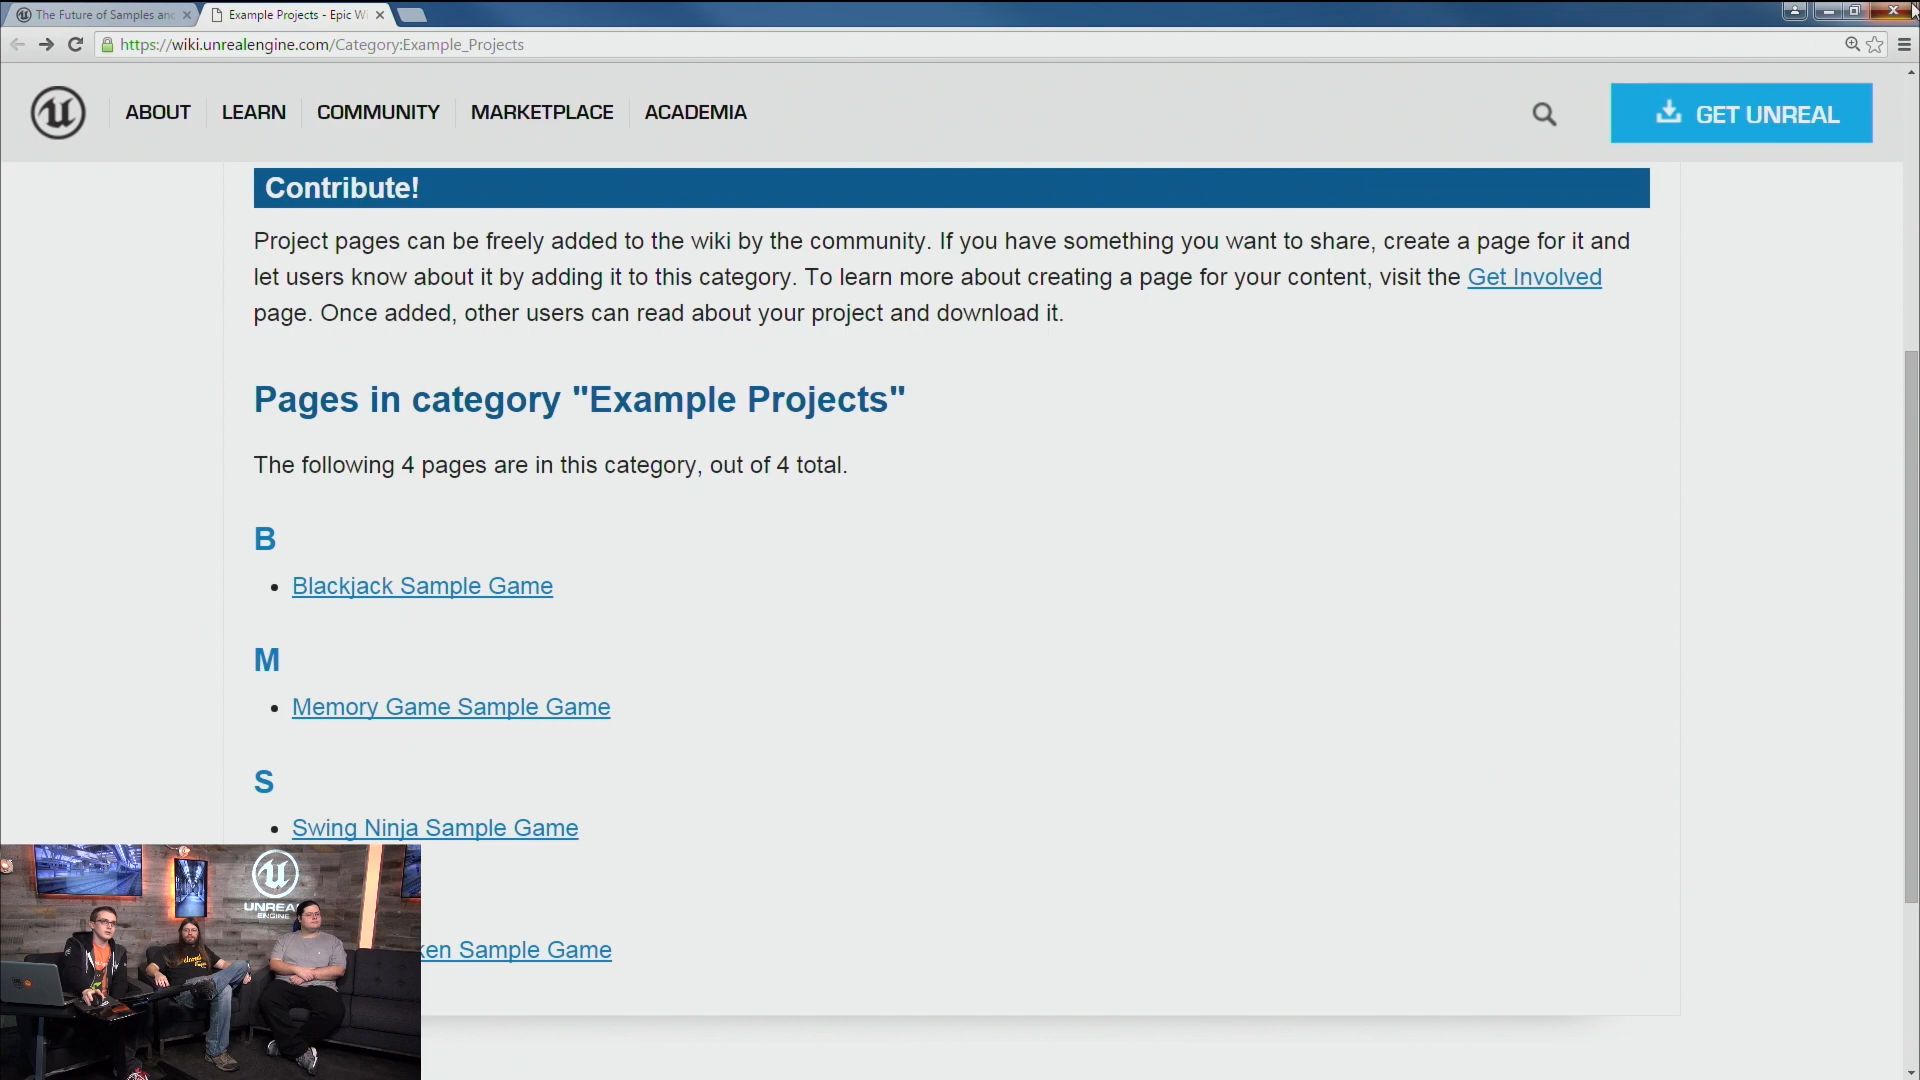 The Future of Samples and
Example Projects - Epic Wi
https://wiki.unrealengine.com/Category:Example_Projects
ABOUT
LEARN
COMMUNITY
MARKETPLACE
ACADEMIA
GET UNREAL
Contribute!
Project pages can be freely added to the wiki by the community. If you have something you want to share, create a page for it and
let users know about it by adding it to this category. To learn more about creating a page for your content, visit the Get Involved
page. Once added, other users can read about your project and download it.
Pages in category "Example Projects"
The following 4 pages are in this category, out of 4 total.
B
Blackjack Sample Game
M
Memory Game Sample Game
S
Swing Ninja Sample Game
ken Sample Game
UNREAL
ENGINE